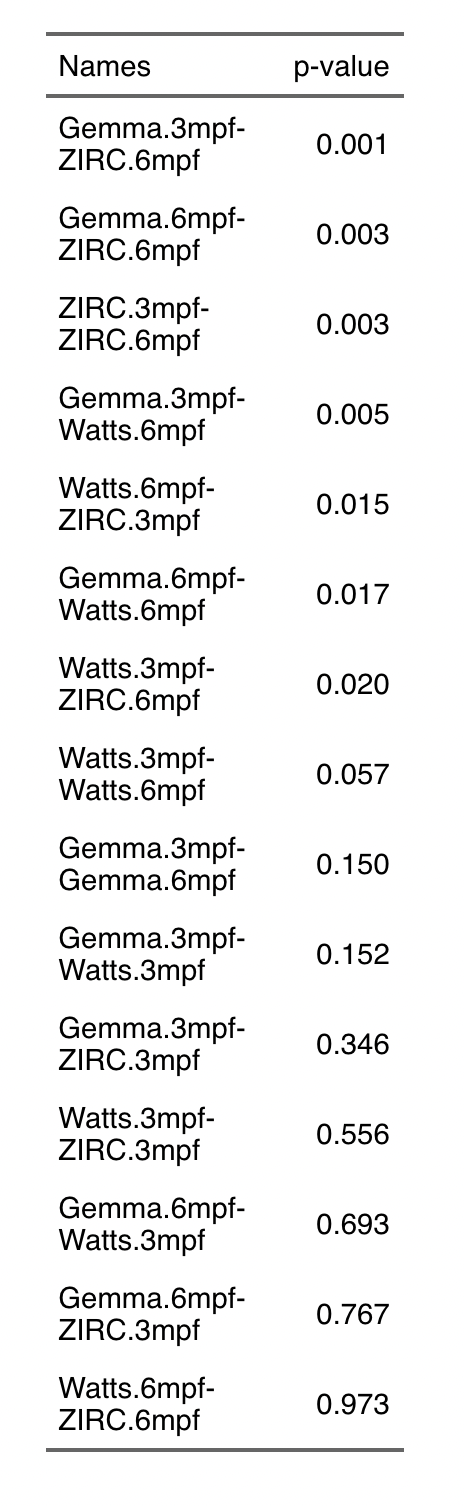 Names p-value
Gemma.3mpf-
ZIRC.6mpf 0.001
Gemma.6mpf-
ZIRC.6mpf 0.003
ZIRC.3mpf-
ZIRC.6mpf 0.003
Gemma.3mpf-
Watts.6mpf 0.005
Watts.6mpf-
ZIRC.3mpf 0.015
Gemma.6mpf-
Watts.6mpf 0.017
Watts.3mpf-
ZIRC.6mpf 0.020
Watts.3mpf-
Watts.6mpf 0.057
Gemma.3mpf-
Gemma.6mpf 0.150
Gemma.3mpf-
Watts.3mpf 0.152
Gemma.3mpf-
ZIRC.3mpf 0.346
Watts.3mpf-
ZIRC.3mpf 0.556
Gemma.6mpf-
Watts.3mpf 0.693
Gemma.6mpf-
ZIRC.3mpf 0.767
Watts.6mpf-
ZIRC.6mpf 0.973